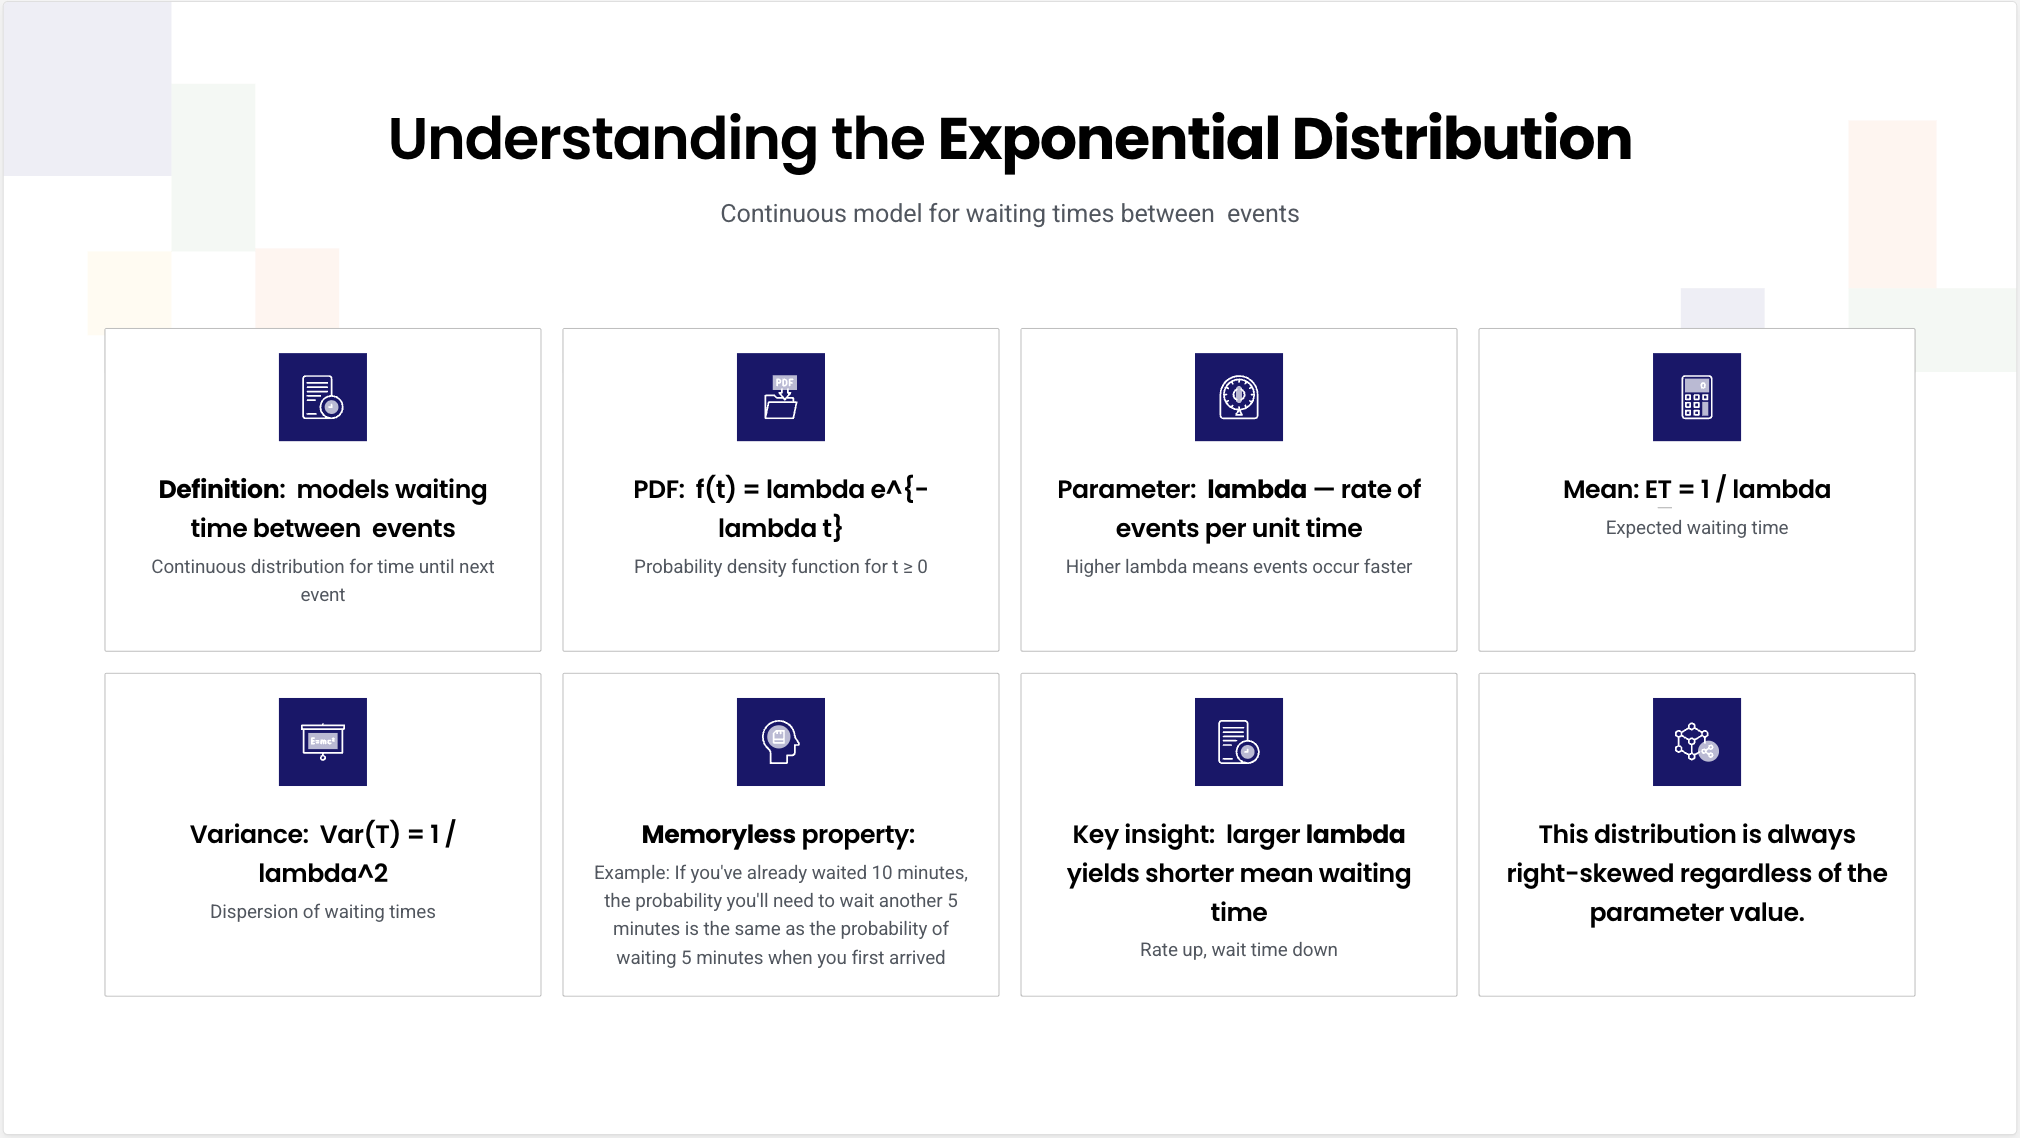 Understanding the Exponential Distribution
Continuous model for waiting times between  events
PDF
0
Definition:  models waiting
time between  events
Continuous distribution for time until next
event
PDF:  f(t) = lambda e^{-
lambda t}
Probability density function for t ≥ 0
Parameter:  lambda — rate of
events per unit time
Higher lambda means events occur faster
Mean: ET = 1 / lambda
Expected waiting time
E=mc²
Variance:  Var(T) = 1 /
lambda^2
Dispersion of waiting times
Memoryless property:
Example: If you've already waited 10 minutes,
the probability you'll need to wait another 5
minutes is the same as the probability of
waiting 5 minutes when you first arrived
Key insight:  larger lambda
yields shorter mean waiting
time
Rate up, wait time down
This distribution is always
right-skewed regardless of the
parameter value.